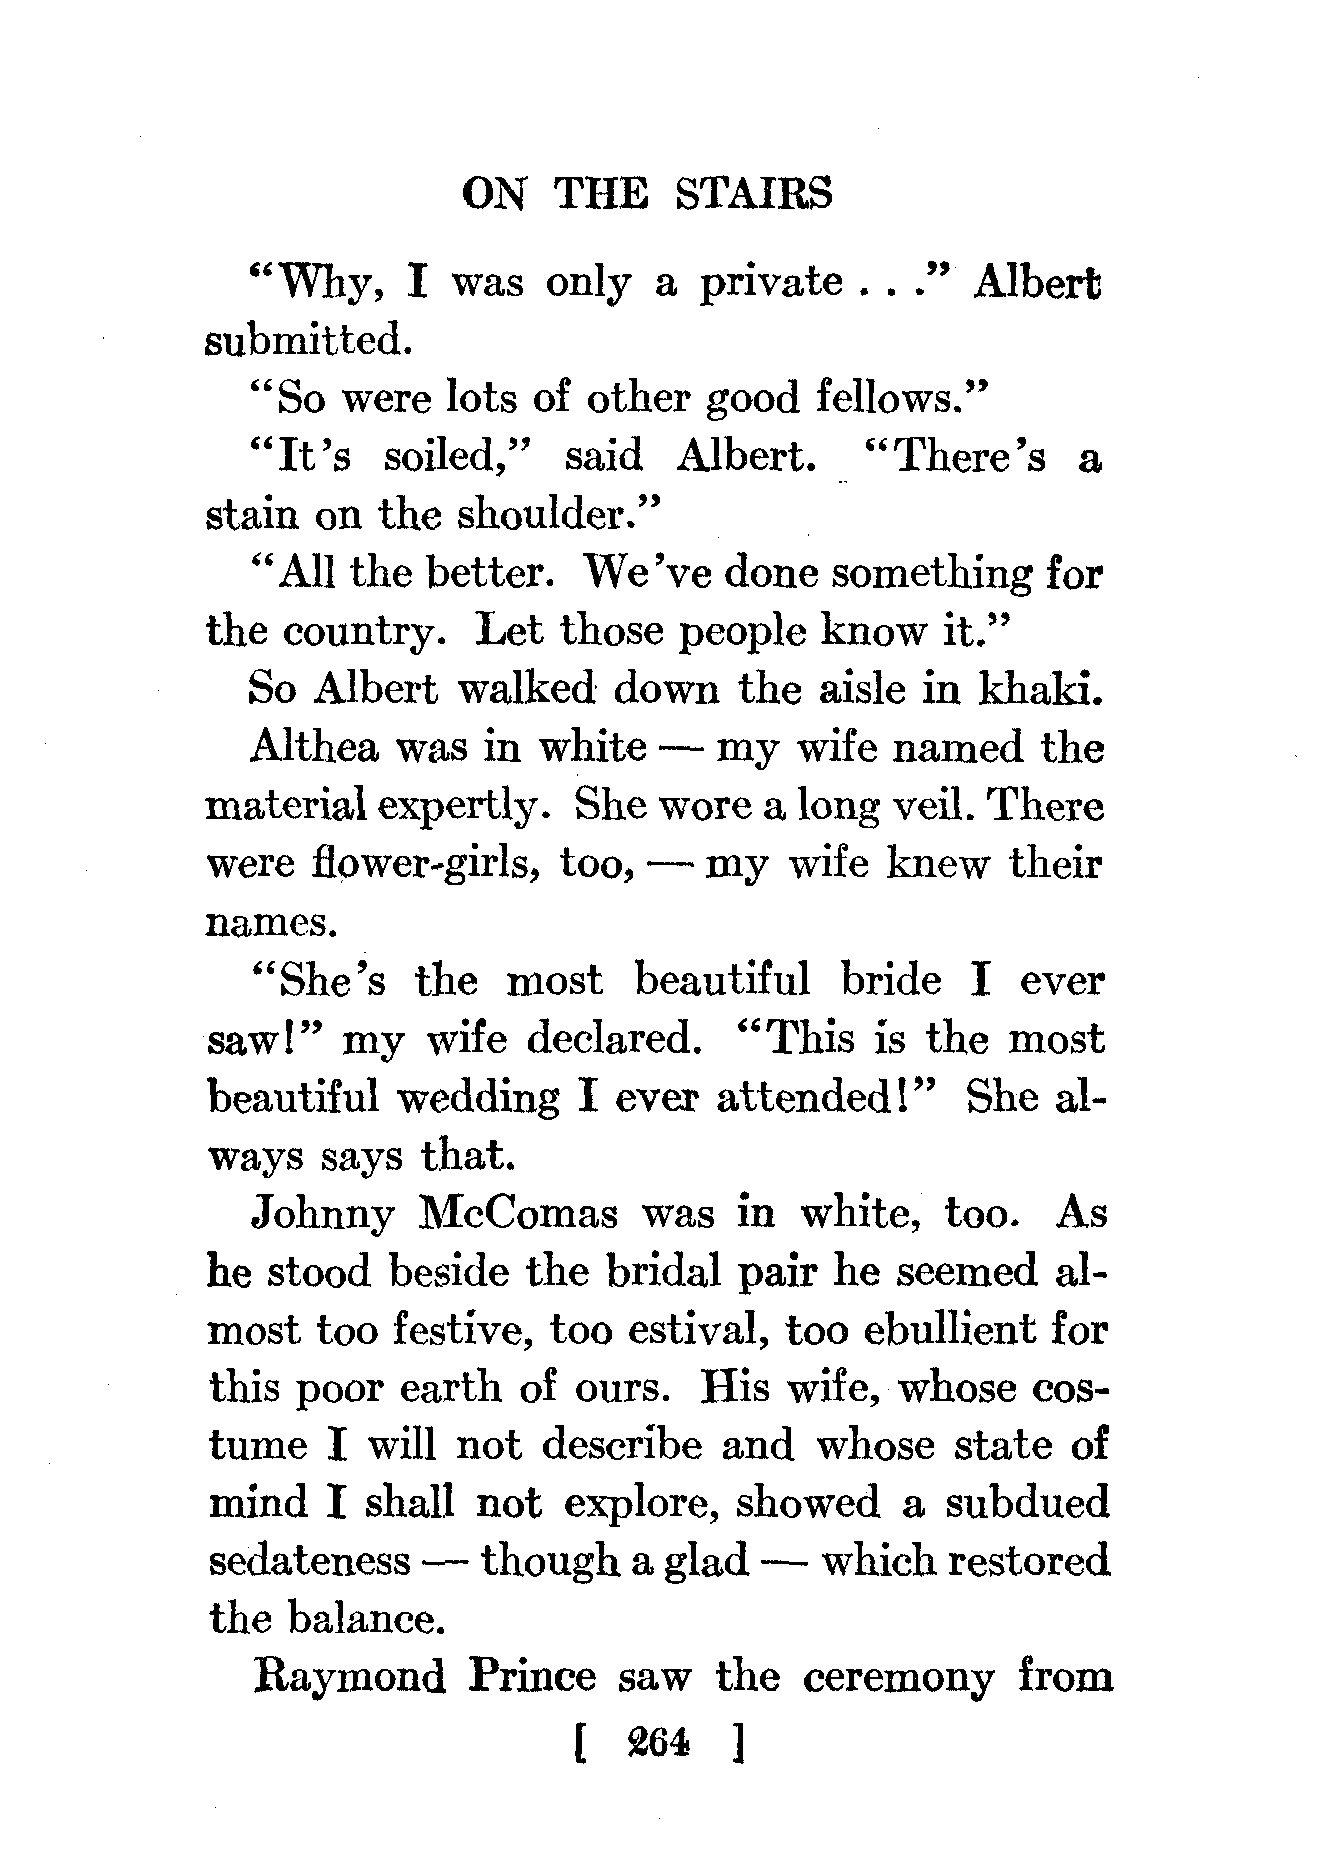 ON THE STAIRS
“Why, I was only a private . . .” Albert
submitted.
“So were lots of other good fellows.”
“It’s soiled,” said Albert. “There’s a
stain on the shoulder.”
“All the better. We’ve done something for
the country. Let those people know it.”
So Albert walked down the aisle in khaki.
Althea was in white — my wife named the
material expertly. She wore a long veil. There
were flower-girls, too, — my wife knew their
names.
“She’s the most beautiful bride I ever
saw!” my wife declared. “This is the most
beautiful wedding I ever attended!” She al-
ways says that.
Johnny McComas was in white, too. As
he stood beside the bridal pair he seemed al-
most too festive, too estival, too ebullient for
this poor earth of ours. His wife, whose cos-
tume I will not describe and whose state of
mind I shall not explore, showed a subdued
sedateness — though a glad — which restored
the balance.
Raymond Prince saw the ceremony from
[ 264 ]